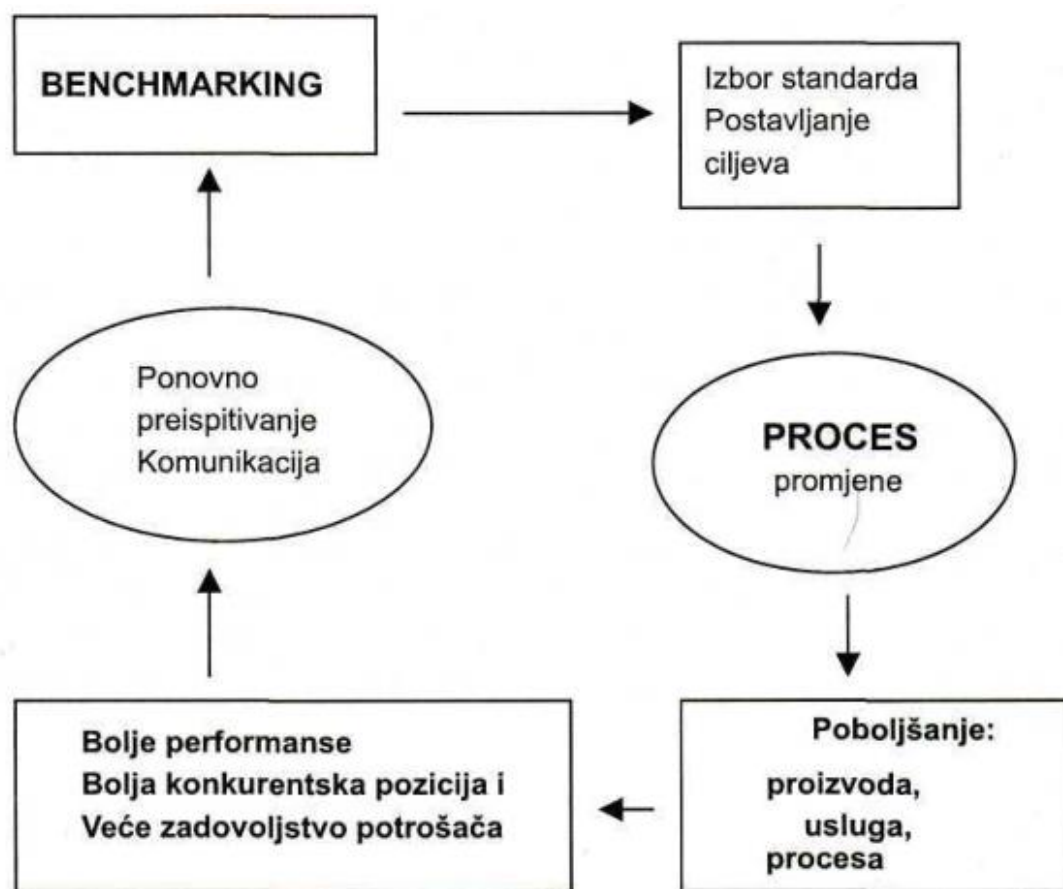 BENCHMARKING
Izbor standarda
Postavljanje
ciljeva
PROCES
promjene
Poboljšanje:
proizvoda,
usluga,
procesa
Bolje performanse
Bolja konkurentska pozicija i
Veće zadovoljstvo potrošača
Ponovno
preispitivanje
Komunikacija